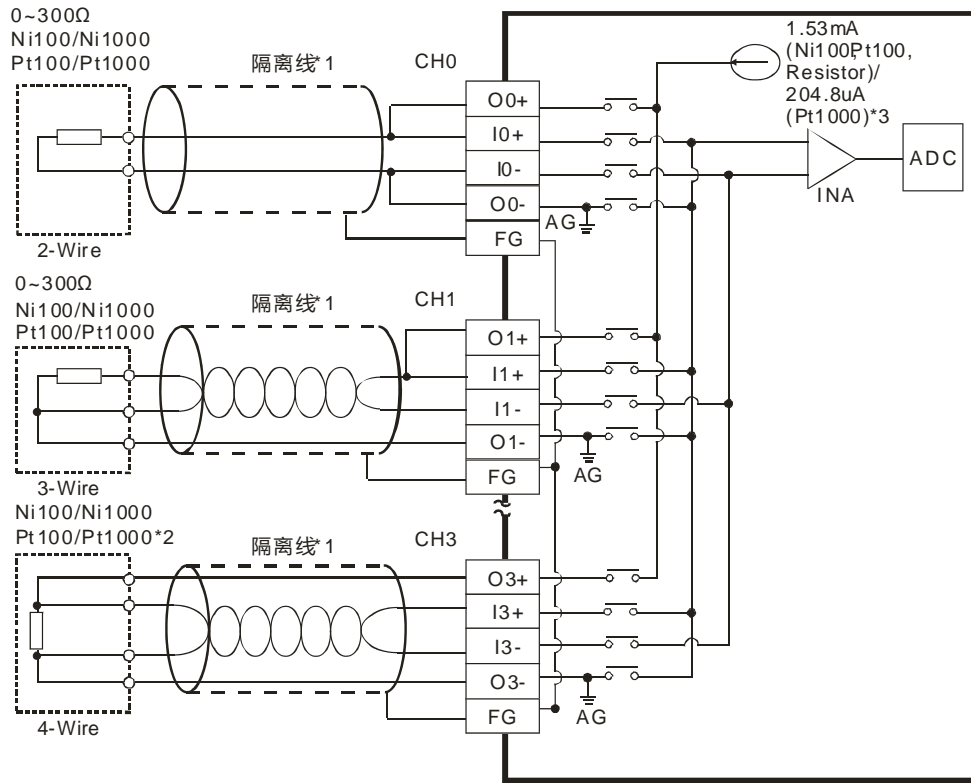 0~300Ω
Ni100/Ni1000
Pt100/Pt1000
隔离线*1
CH0
O0+
I0+
I0-
O0-
FG
2-Wire
AG
1.53mA
(Ni100Pt100,
Resistor)/
204.8uA
(Pt1000)*3
INA
ADC
0~300Ω
Ni100/Ni1000
Pt100/Pt1000
隔离线*1
CH1
O1+
I1+
I1-
O1-
FG
3-Wire
AG
Ni100/Ni1000
Pt100/Pt1000*2
隔离线*1
CH3
O3+
I3+
I3-
O3-
FG
4-Wire
AG